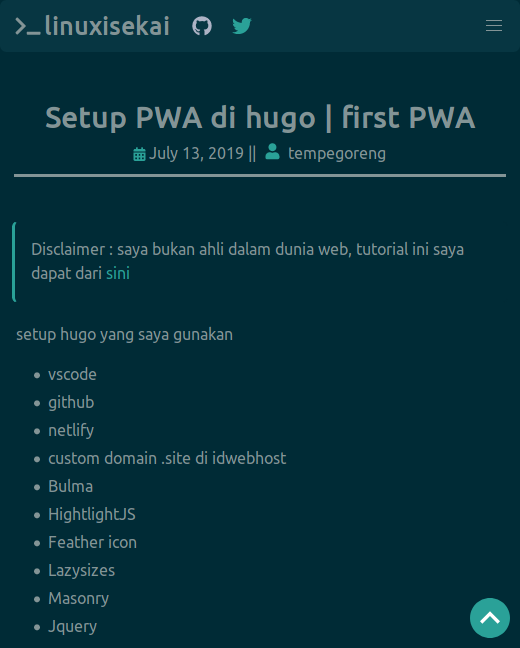 >_linuxisekai
Setup PWA di hugo | first PWA
July 13, 2019 || tempegoreng
Disclaimer : saya bukan ahli dalam dunia web, tutorial ini saya
dapat dari sini
setup hugo yang saya gunakan
• vscode
• github
• netlify
• custom domain .site di idwebhost
• Bulma
• HightlightJS
• Feather icon
• Lazysizes
• Masonry
• Jquery